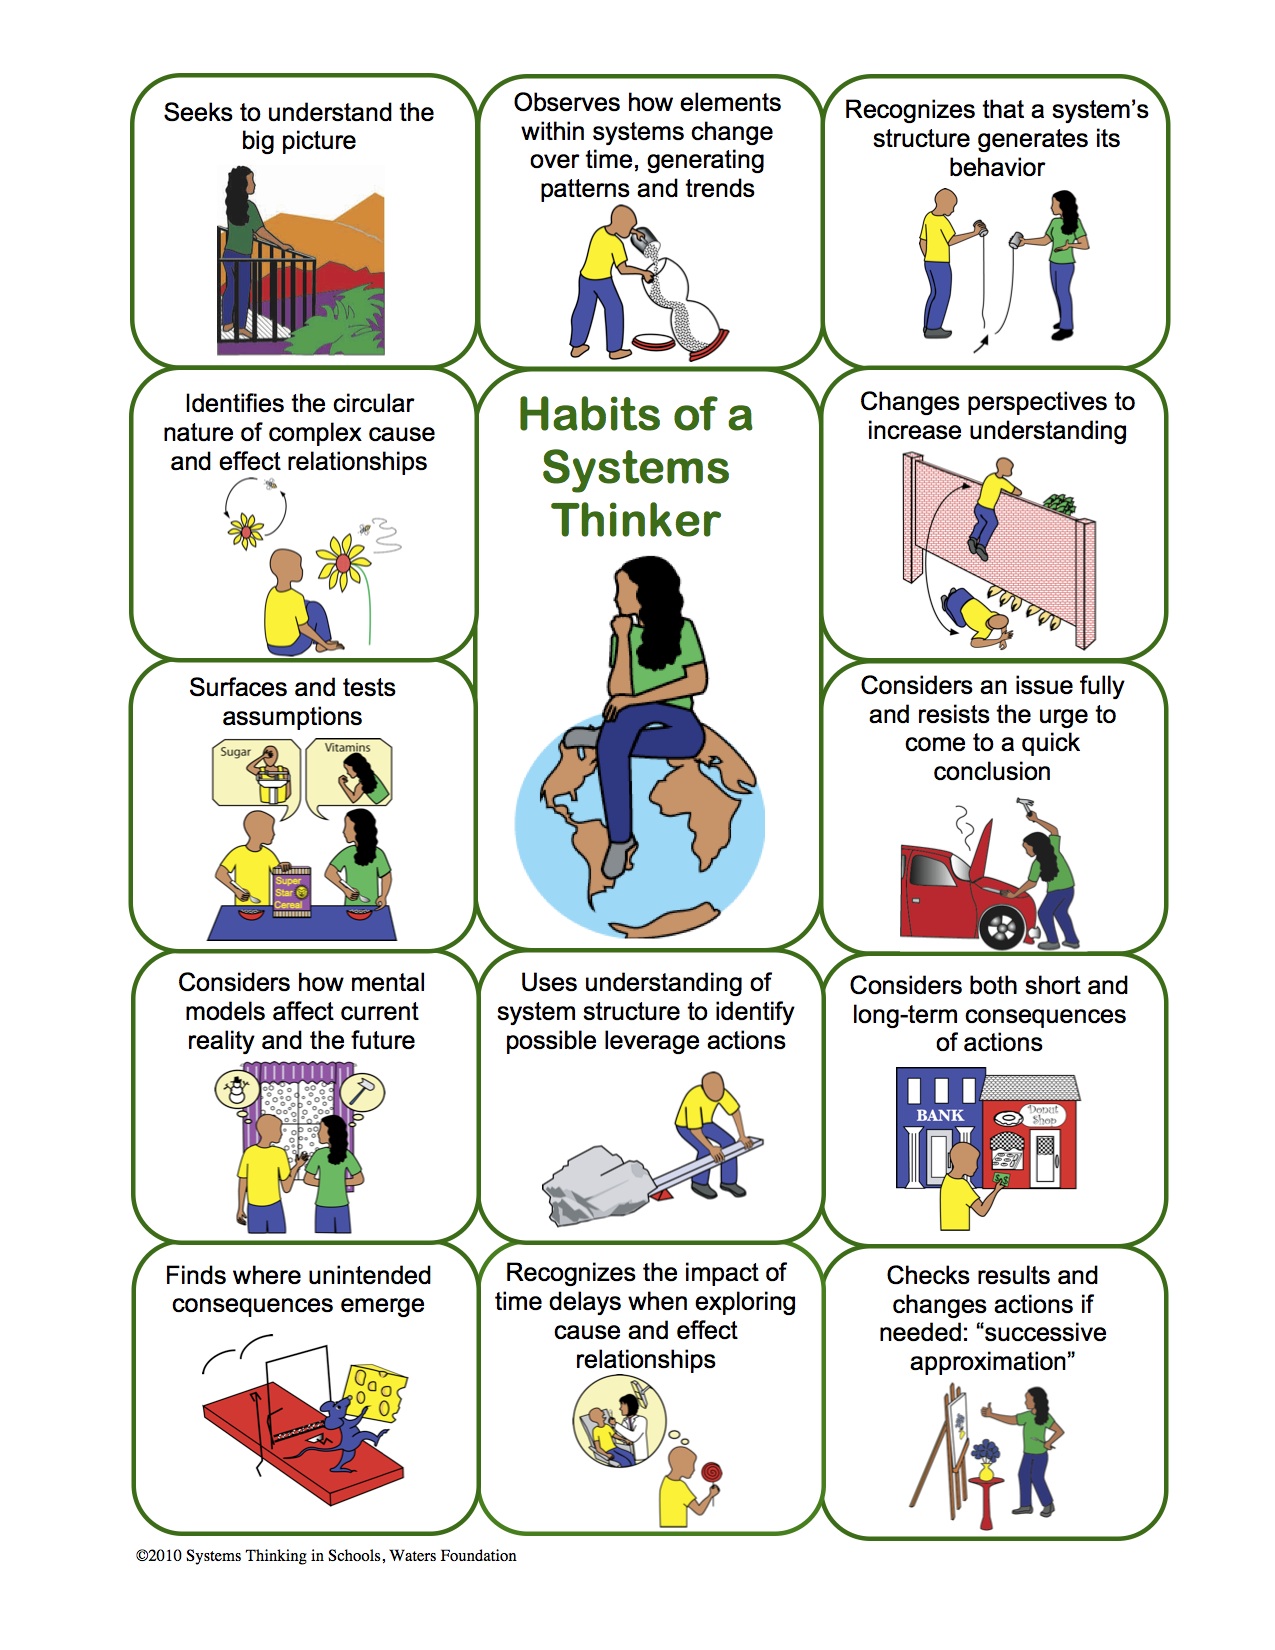 Seeks to understand the
big picture
Observes how elements
within systems change
over time, generating
patterns and trends
Recognizes that a system’s
structure generates its
behavior
Identifies the circular
nature of complex cause
and effect relationships
Habits of a
Systems
Thinker
Changes perspectives to
increase understanding
Surfaces and tests
assumptions
Sugar
Vitamins
Super
Star
Cereal
Considers an issue fully
and resists the urge to
come to a quick
conclusion
Considers how mental
models affect current
reality and the future
Uses understanding of
system structure to identify
possible leverage actions
Considers both short and
long-term consequences
of actions
BANK
Donut
Shop
Finds where unintended
consequences emerge
Recognizes the impact of
time delays when exploring
cause and effect
relationships
Checks results and
changes actions if
needed: “successive
approximation”
©2010 Systems Thinking in Schools, Waters Foundation